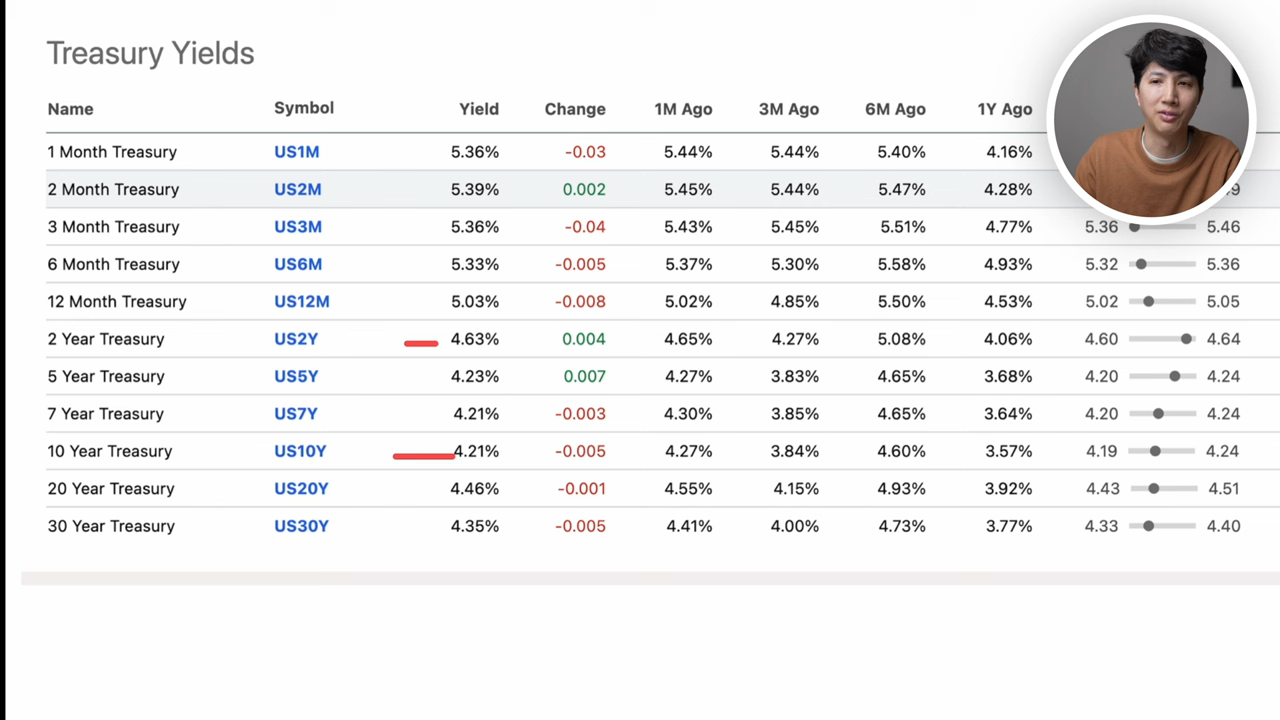 Treasury Yields
Name Symbol Yield Change 1M Ago 3M Ago 6M Ago 1Y Ago
1 Month Treasury US1M 5.36% -0.03 5.44% 5.44% 5.40% 4.16%
2 Month Treasury US2M 5.39% 0.002 5.45% 5.44% 5.47% 4.28%
3 Month Treasury US3M 5.36% -0.04 5.43% 5.45% 5.51% 4.77% 5.36 5.46
6 Month Treasury US6M 5.33% -0.005 5.37% 5.30% 5.58% 4.93% 5.32 5.36
12 Month Treasury US12M 5.03% -0.008 5.02% 4.85% 5.50% 4.53% 5.02 5.05
2 Year Treasury US2Y 4.63% 0.004 4.65% 4.27% 5.08% 4.06% 4.60 4.64
5 Year Treasury US5Y 4.23% 0.007 4.27% 3.83% 4.65% 3.68% 4.20 4.24
7 Year Treasury US7Y 4.21% -0.003 4.30% 3.85% 4.65% 3.64% 4.20 4.24
10 Year Treasury US10Y 4.21% -0.005 4.27% 3.84% 4.60% 3.57% 4.19 4.24
20 Year Treasury US20Y 4.46% -0.001 4.55% 4.15% 4.93% 3.92% 4.43 4.51
30 Year Treasury US30Y 4.35% -0.005 4.41% 4.00% 4.73% 3.77% 4.33 4.40